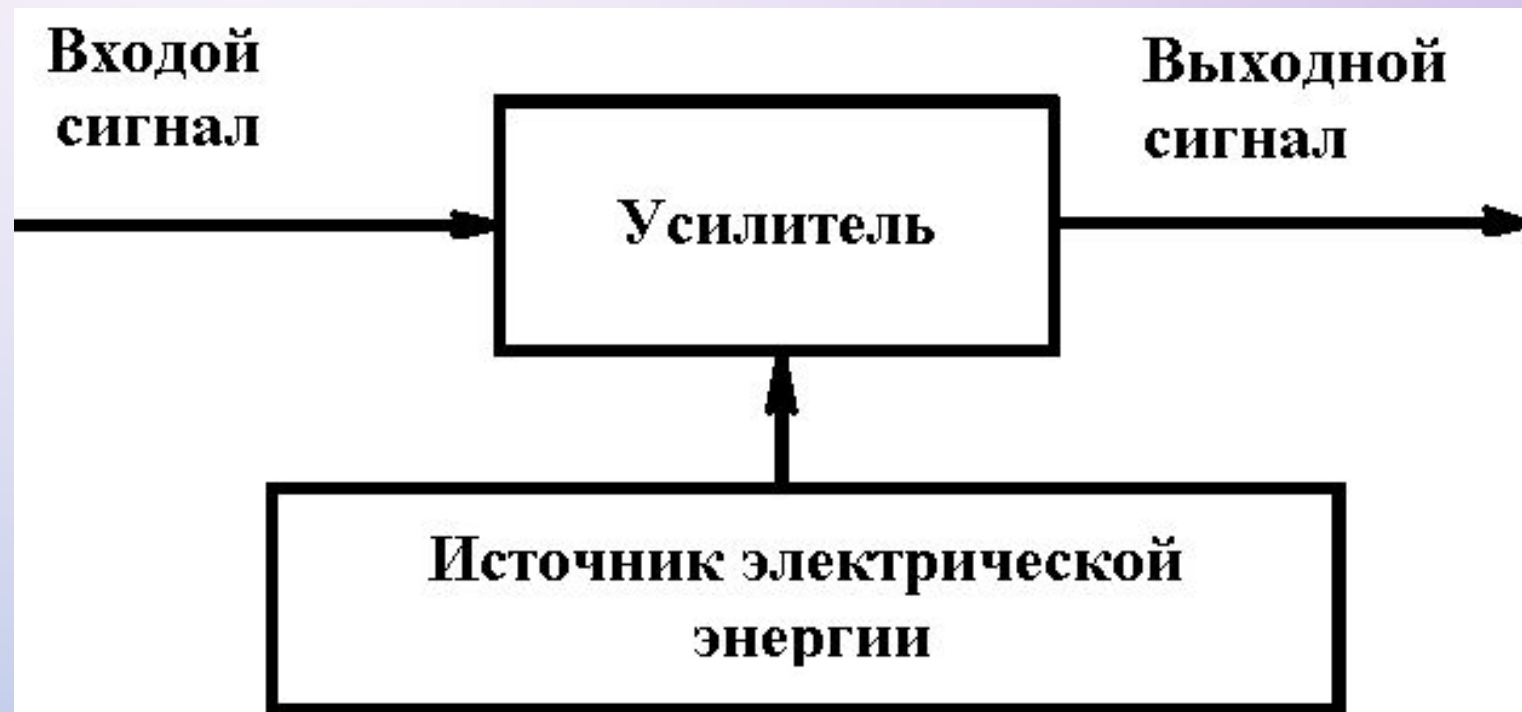 Входой
сигнал
Выходной
сигнал
Усилитель
Источник электрической
энергии